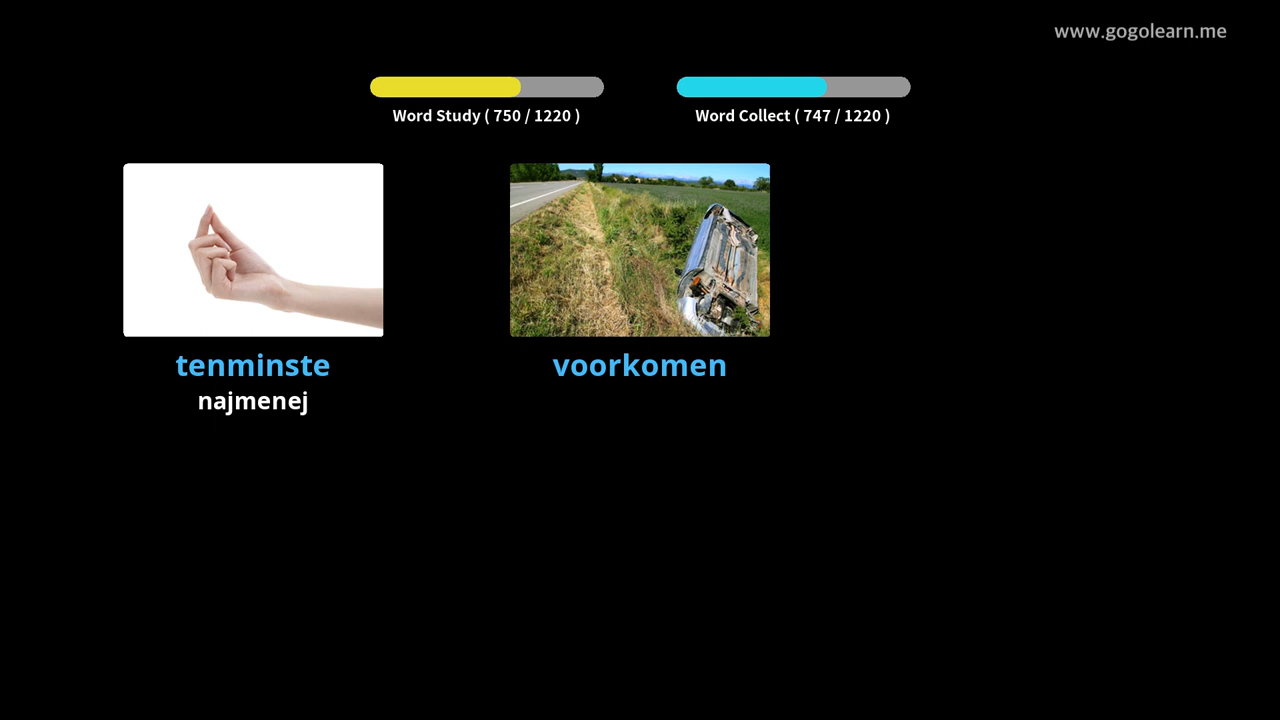 www.gogolearn.me
Word Study ( 750 / 1220 )
Word Collect ( 747 / 1220 )
tenminste
najmenej
voorkomen